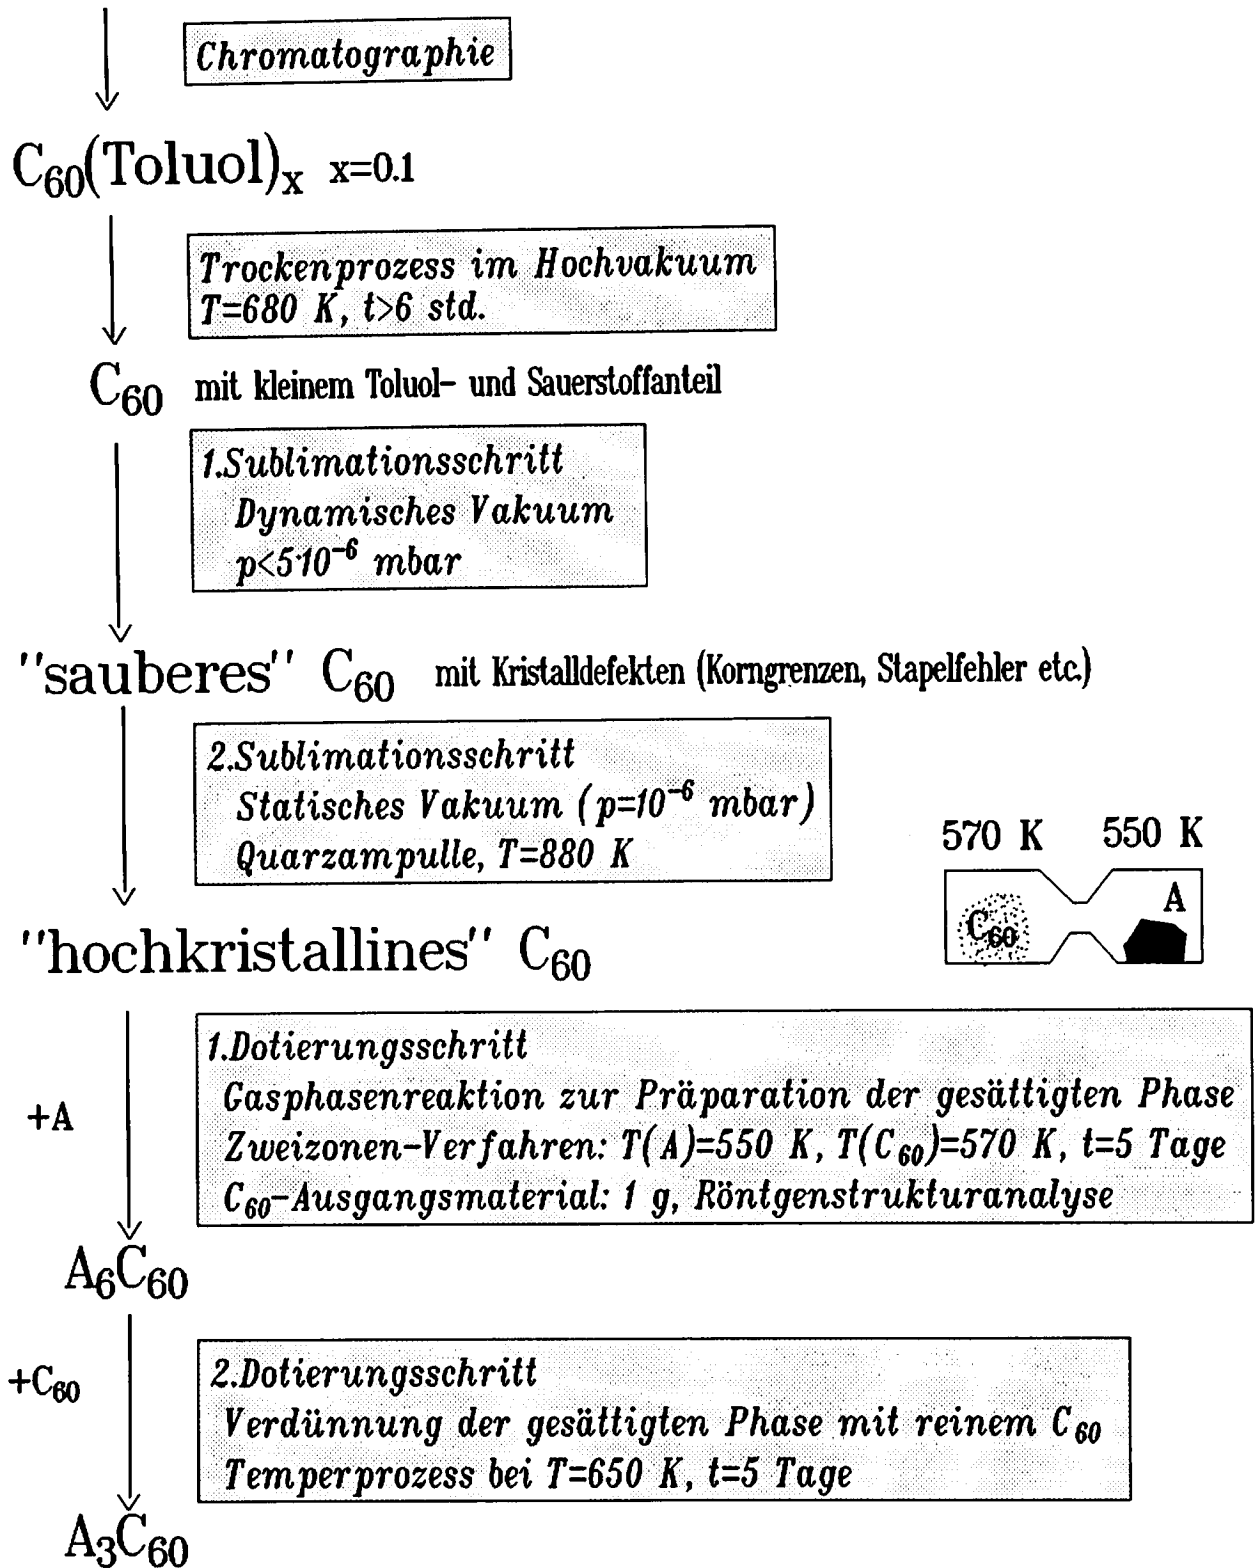 Chromatographie
C₆₀(Toluol)ₓ x=0.1
Trockenprozess im Hochvakuum
T=680 K, t>6 std.
C₆₀ mit kleinem Toluol- und Sauerstoffanteil
1.Sublimationsschritt
Dynamisches Vakuum
p<5·10⁻⁶ mbar
"sauberes" C₆₀ mit Kristalldefekten (Korngrenzen, Stapelfehler etc.)
2.Sublimationsschritt
Statisches Vakuum (p=10⁻⁶ mbar)
Quarzampulle, T=880 K
570 K 550 K
C₆₀ A
"hochkristallines" C₆₀
1.Dotierungsschritt
Gasphasenreaktion zur Präparation der gesättigten Phase
+A
Zweizonen-Verfahren: T(A)=550 K, T(C₆₀)=570 K, t=5 Tage
C₆₀-Ausgangsmaterial: 1 g, Röntgenstrukturanalyse
A₆C₆₀
+C₆₀
2.Dotierungsschritt
Verdünnung der gesättigten Phase mit reinem C₆₀
Temperprozess bei T=650 K, t=5 Tage
A₃C₆₀